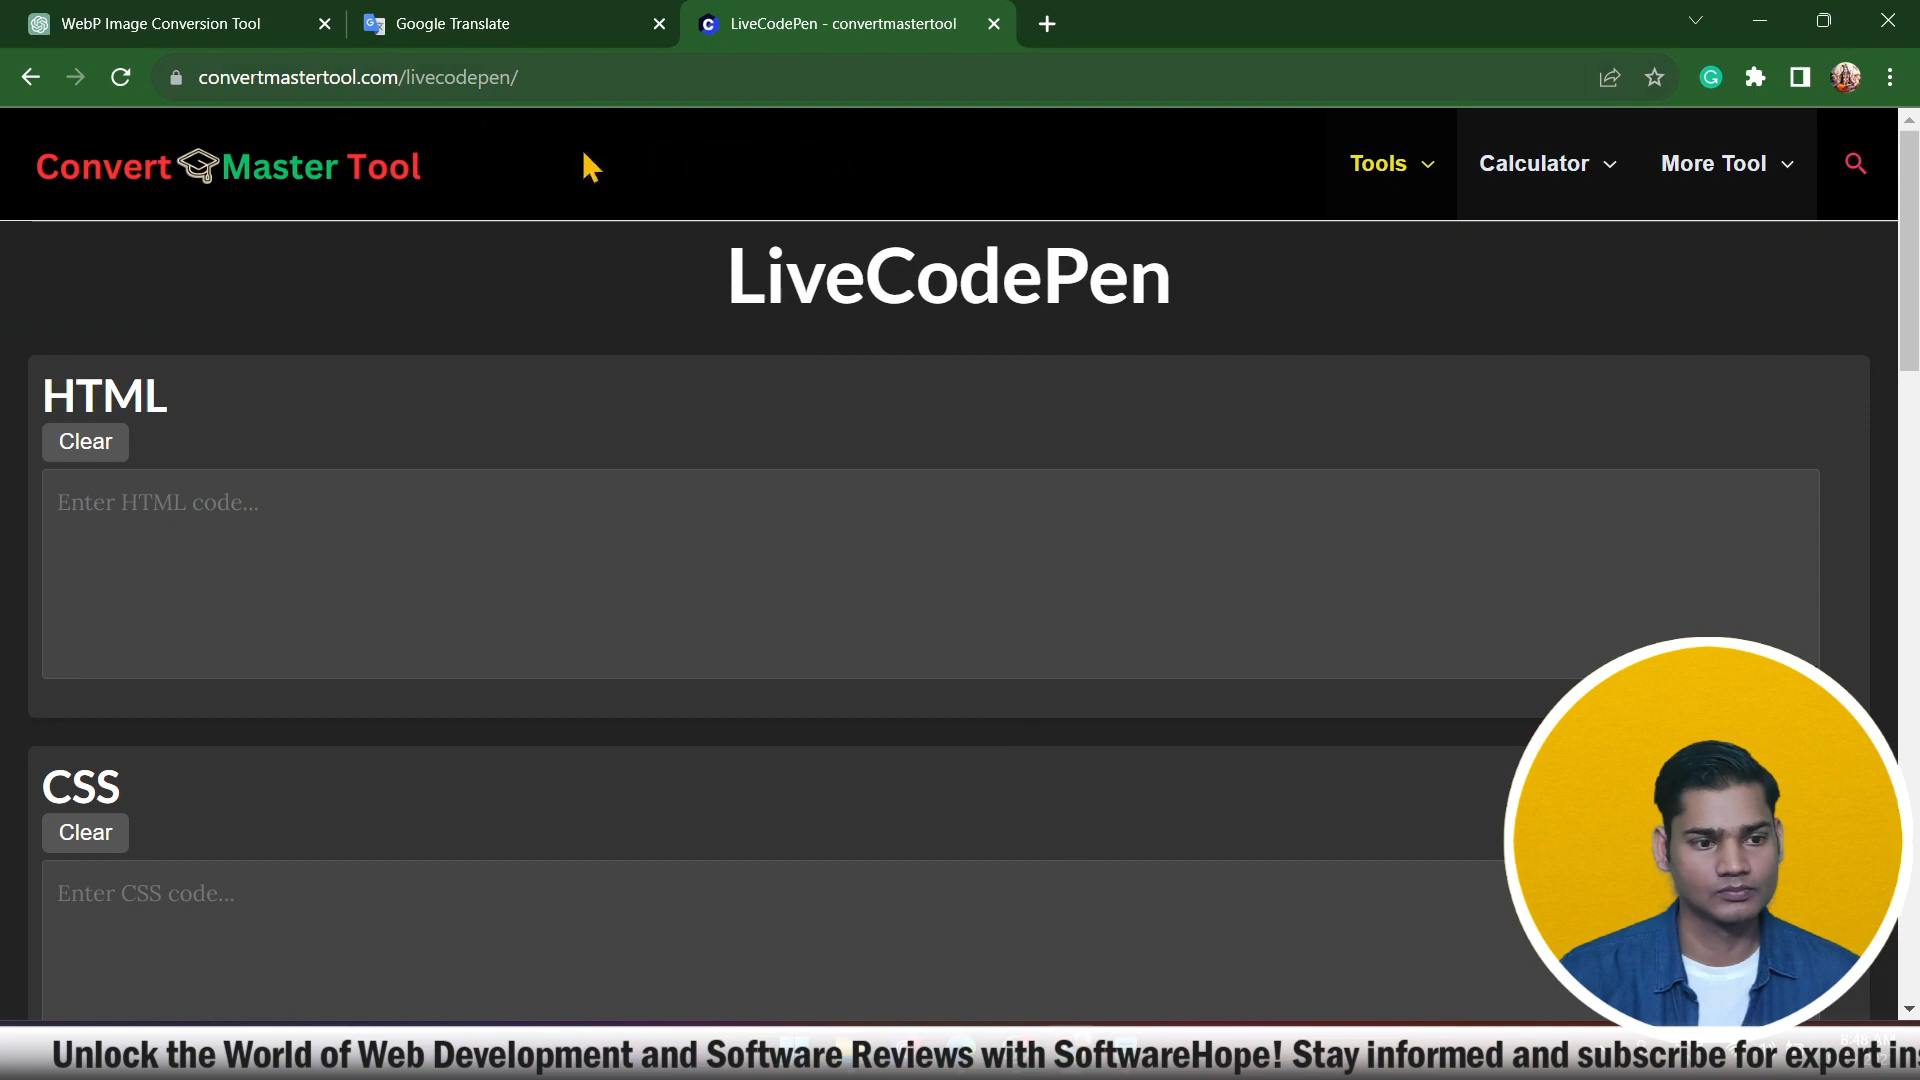 WebP Image Conversion Tool
Google Translate
LiveCodePen - convertmastertool
convertmastertool.com/livecodepen/
Convert Master Tool
Tools
Calculator
More Tool
LiveCodePen
HTML
Clear
Enter HTML code...
CSS
Clear
Enter CSS code...
Unlock the World of Web Development and Software Reviews with SoftwareHope! Stay informed and subscribe for expert in